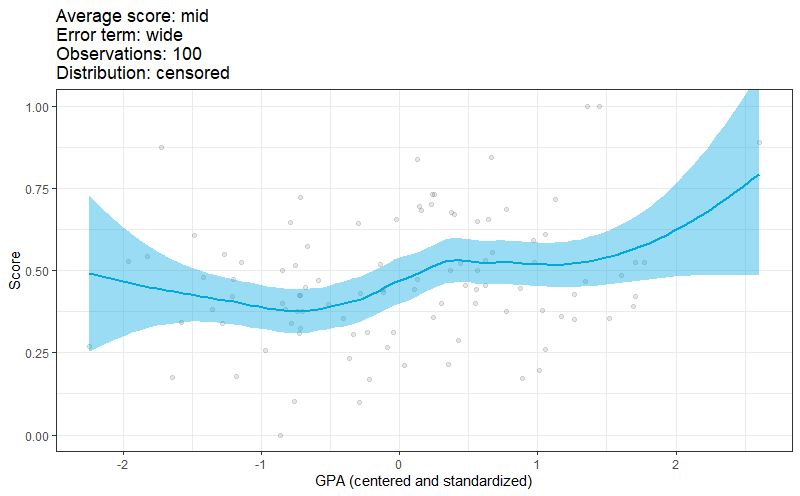 Average score: mid
Error term: wide
Observations: 100
Distribution: censored
1.00
0.75
0.50
0.25
0.00
Score
-2
-1
0
1
2
GPA (centered and standardized)